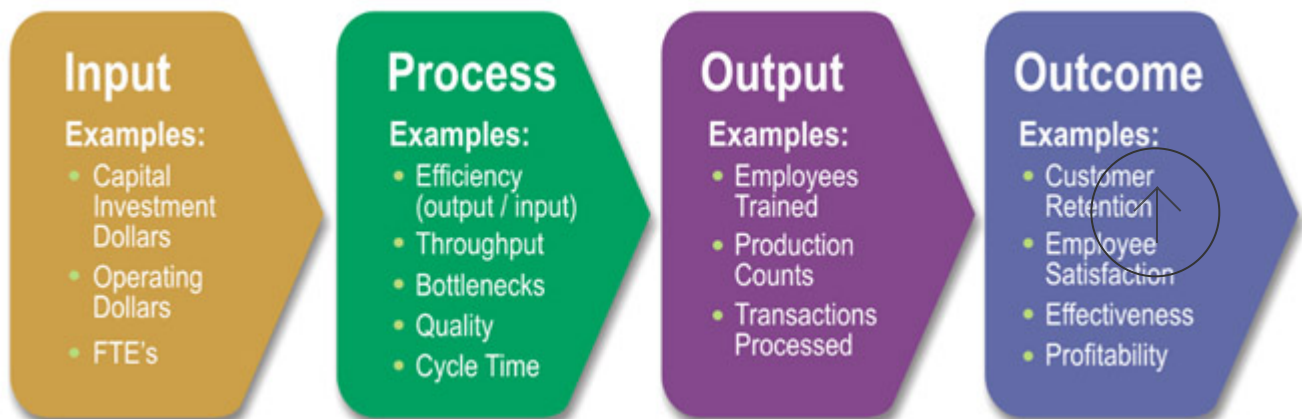 Input
Examples:
• Capital
Investment
Dollars
• Operating
Dollars
• FTE's
Process
Examples:
• Efficiency
(output / input)
• Throughput
• Bottlenecks
• Quality
• Cycle Time
Output
Examples:
• Employees
Trained
• Production
Counts
• Transactions
Processed
Outcome
Examples:
• Customer
Retention
• Employee
Satisfaction
• Effectiveness
• Profitability